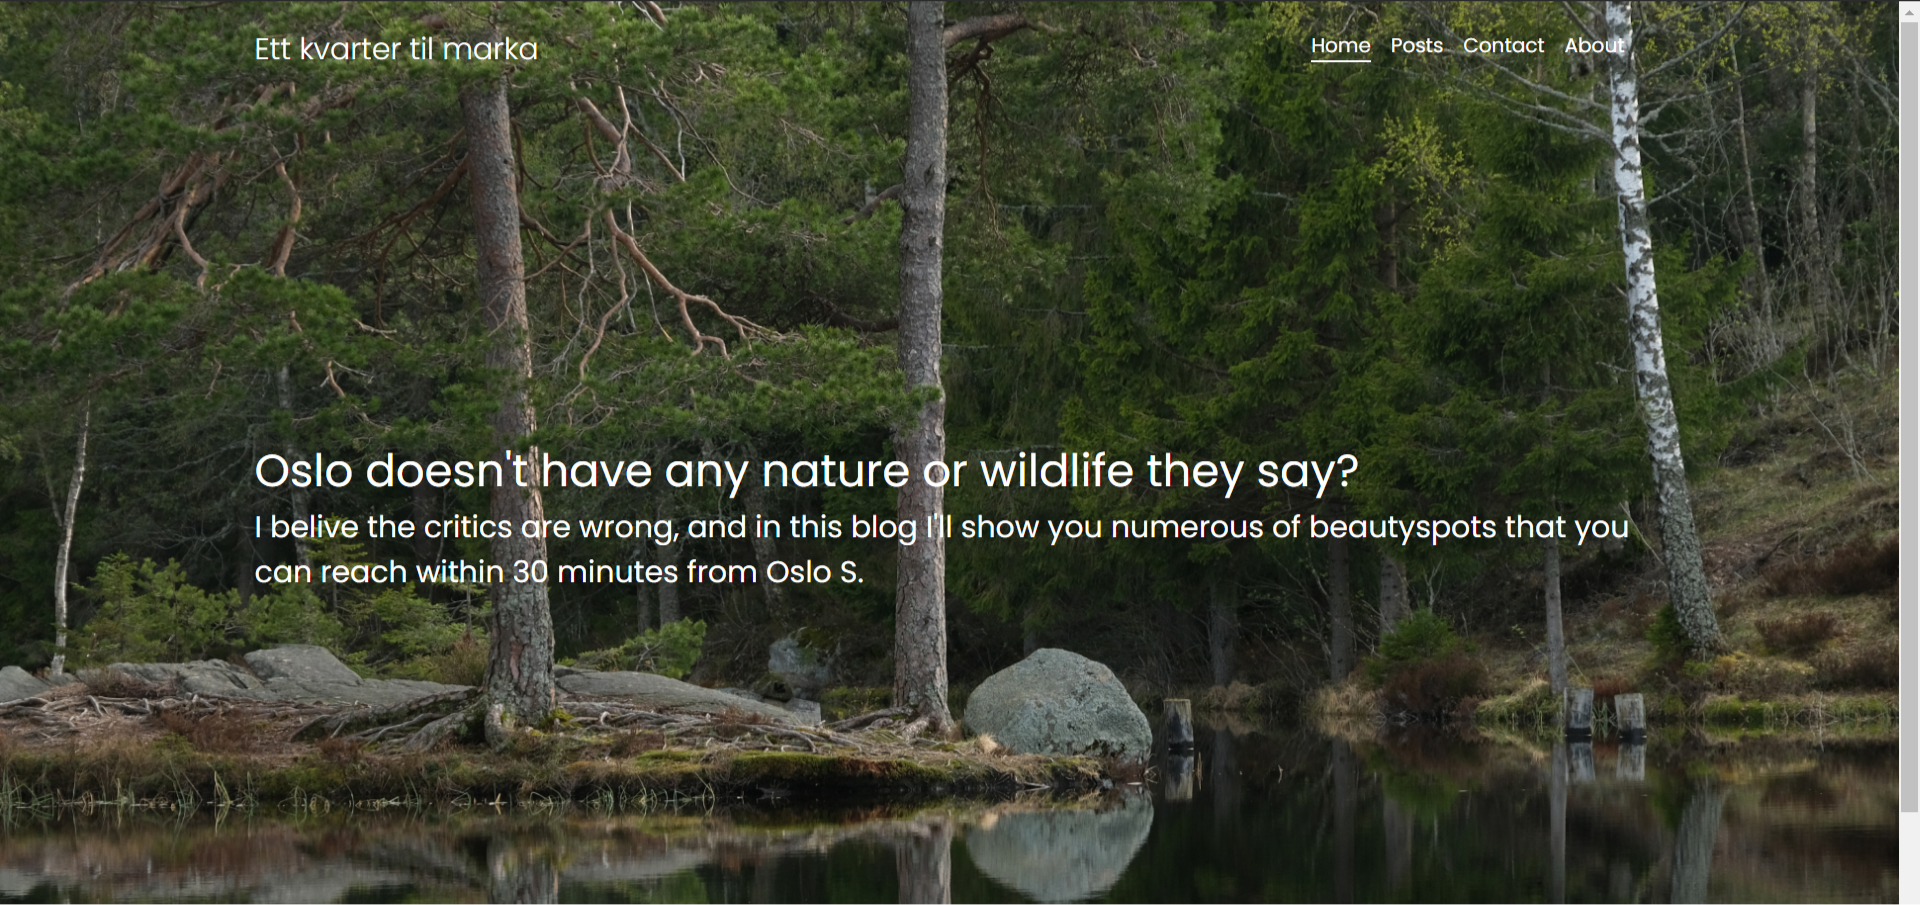 Ett kvarter til marka
Home Posts Contact About
Oslo doesn't have any nature or wildlife they say?
I belive the critics are wrong, and in this blog I'll show you numerous of beautyspots that you
can reach within 30 minutes from Oslo S.